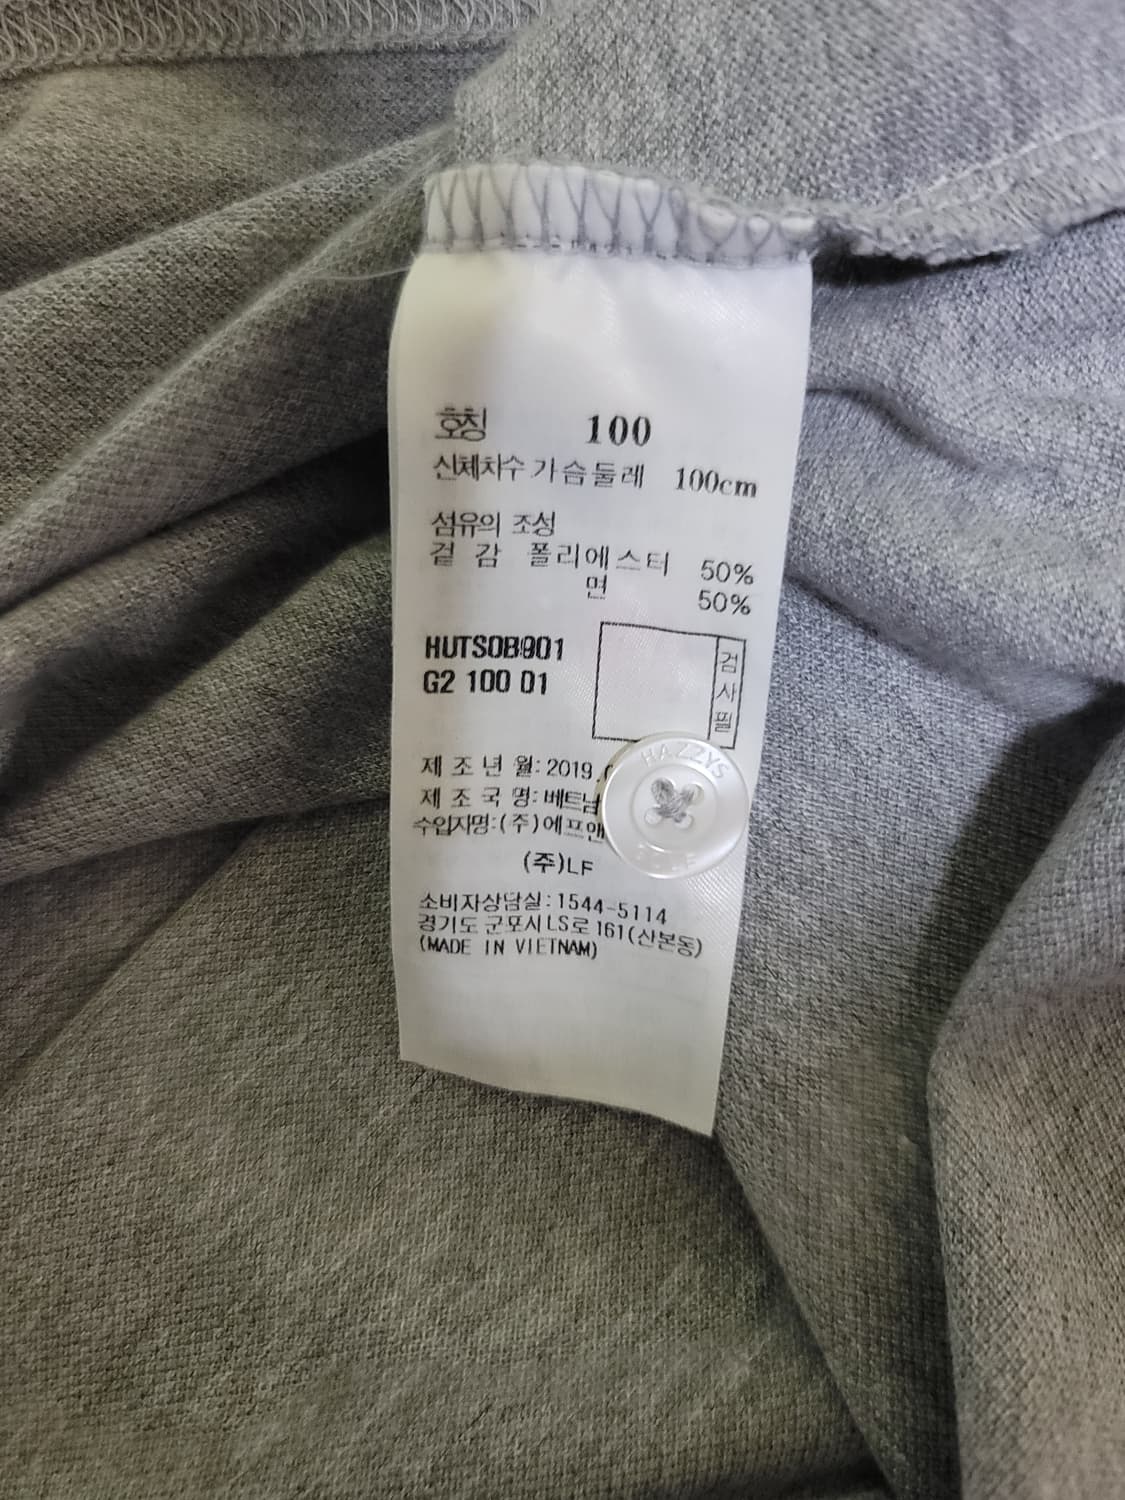 호칭 100
신체치수 가슴둘레 100cm
섬유의 조성
겉 감 폴리에스터 50%
면 50%
HUTS0B901
G2 100 01
검사필
제 조 년 월: 2019.
제 조 국 명: 베트남
수입자명:(주)에프앤
(주)LF
소비자상담실: 1544-5114
경기도 군포시 LS로 161(산본동)
(MADE IN VIETNAM)
HAZZYS